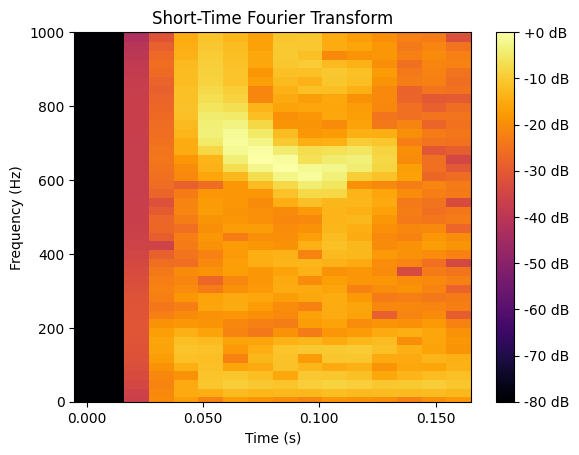 Short-Time Fourier Transform
1000
800
600
400
200
0
Frequency (Hz)
0.000
0.050
0.100
0.150
Time (s)
+0 dB
-10 dB
-20 dB
-30 dB
-40 dB
-50 dB
-60 dB
-70 dB
-80 dB